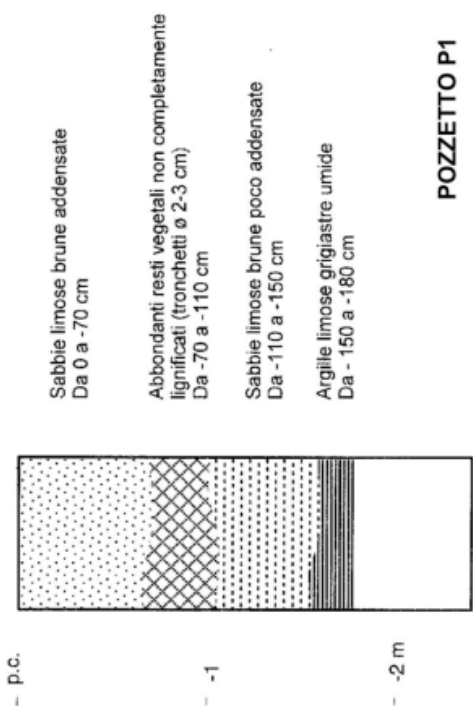 p.c.
-1
-2 m
Sabbie limose brune addensate
Da 0 a -70 cm
Abbondanti resti vegetali non completamente
lignificati (tronchetti ø 2-3 cm)
Da -70 a -110 cm
Sabbie limose brune poco addensate
Da -110 a -150 cm
Argille limose grigiastre umide
Da - 150 a -180 cm
POZZETTO P1